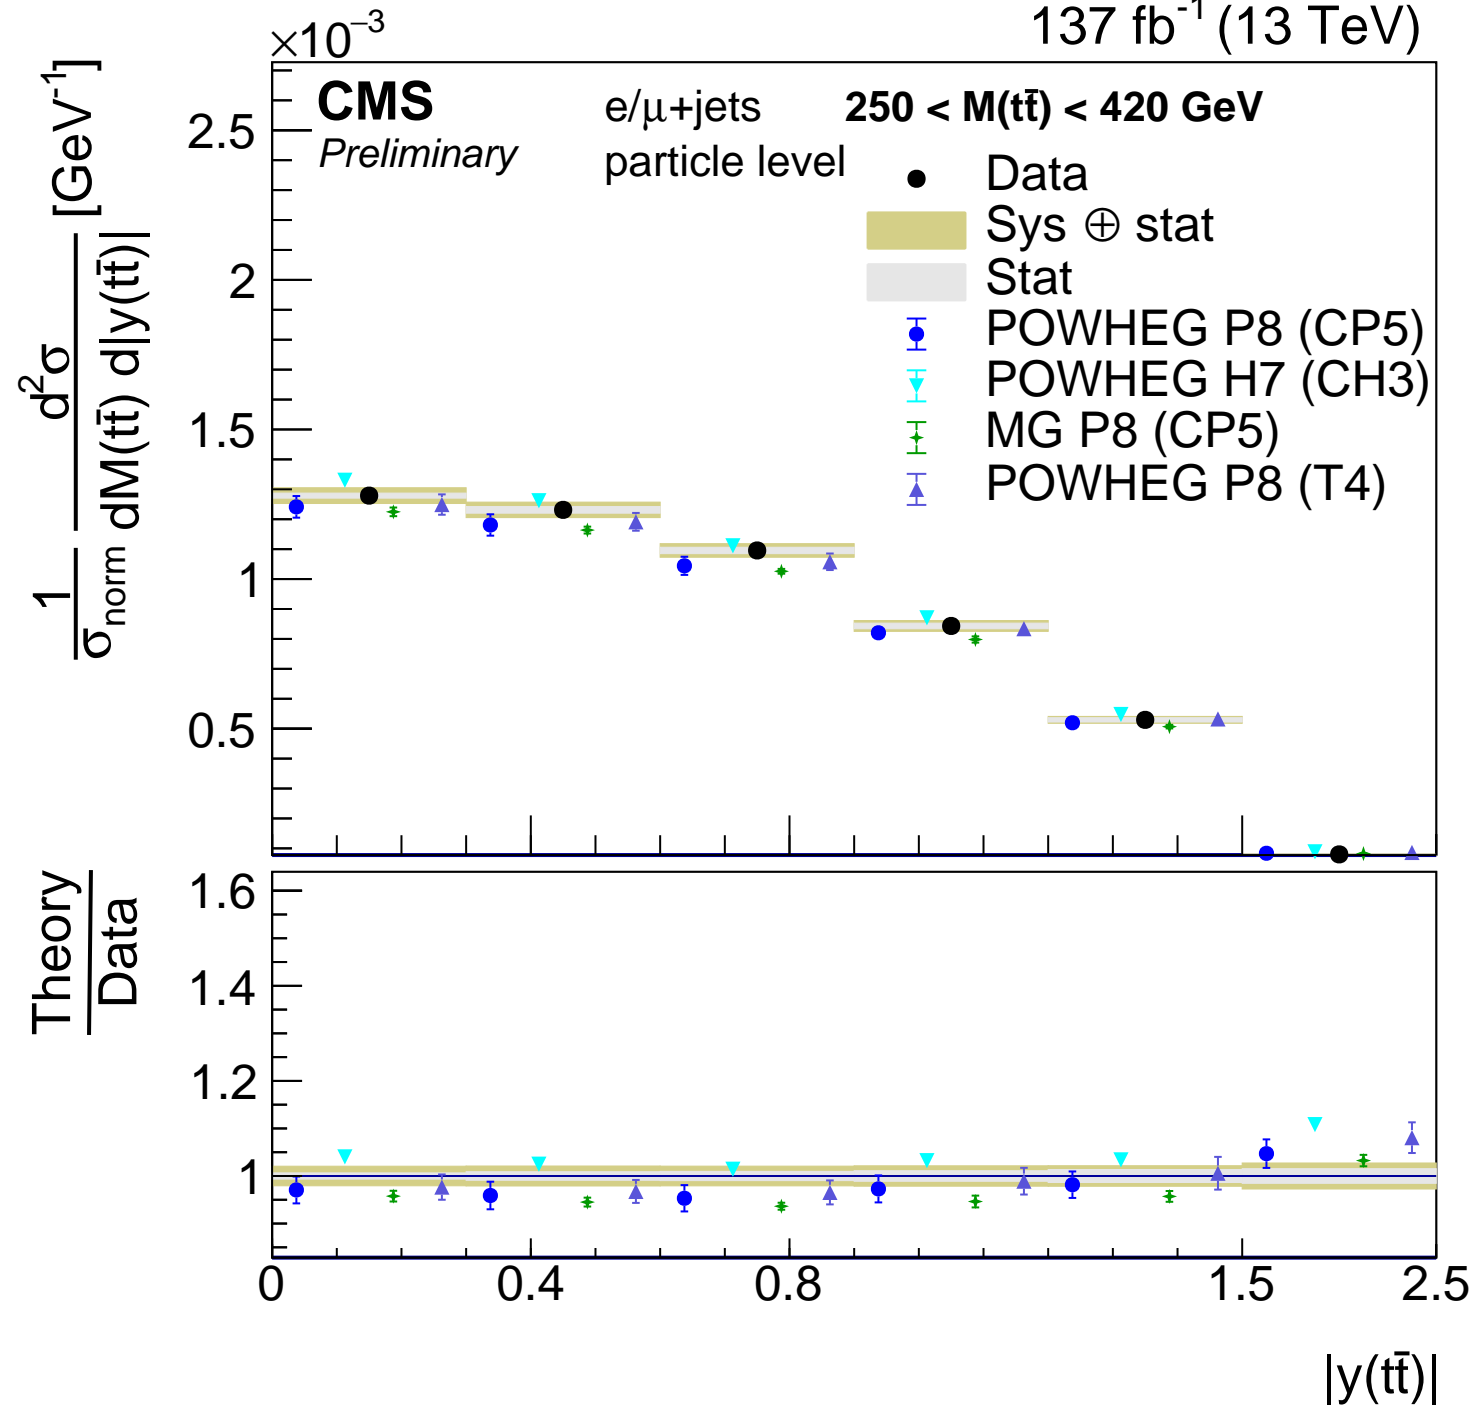 ×10⁻³ 137 fb⁻¹ (13 TeV)
CMS e/μ+jets 250 < M(tt̄) < 420 GeV
Preliminary particle level
Data
Sys ⊕ stat
Stat
POWHEG P8 (CP5)
POWHEG H7 (CH3)
MG P8 (CP5)
POWHEG P8 (T4)
2.5
2
1.5
1
0.5
1/σ_norm d²σ/dM(tt̄) d|y(tt̄)| [GeV⁻¹]
1.6
1.4
1.2
1
Theory
Data
0 0.4 0.8 1.5 2.5
|y(tt̄)|